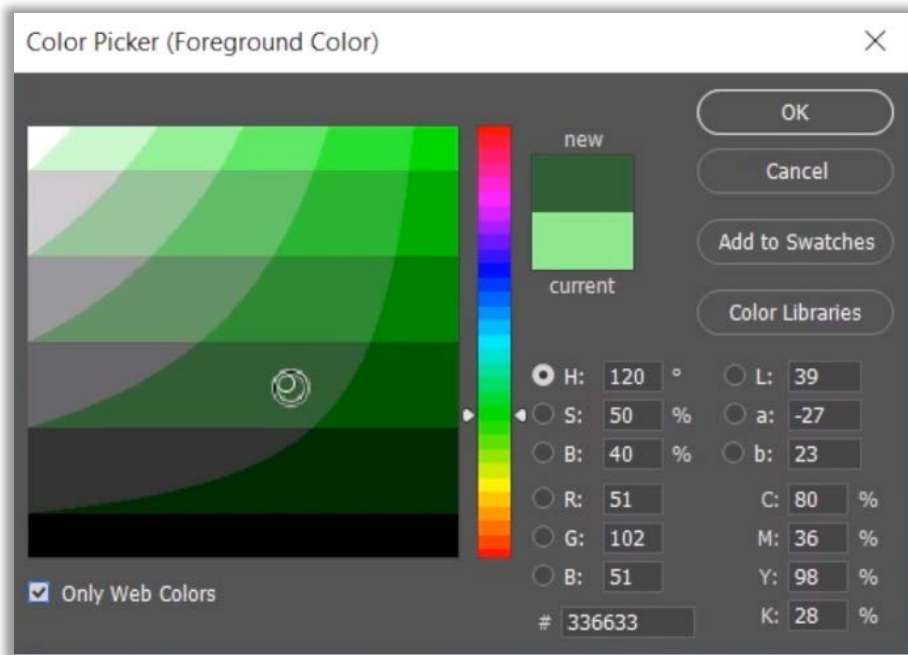 Color Picker (Foreground Color)
new
current
OK
Cancel
Add to Swatches
Color Libraries
H: 120 °
S: 50 %
B: 40 %
R: 51
G: 102
B: 51
# 336633
L: 39
a: -27
b: 23
C: 80 %
M: 36 %
Y: 98 %
K: 28 %
Only Web Colors